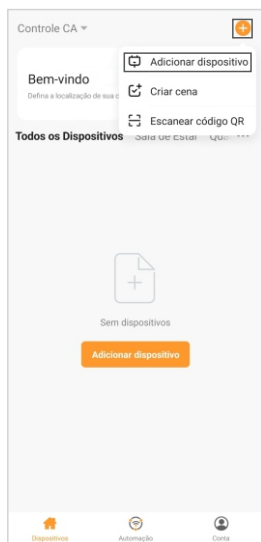 Controle CA
Adicionar dispositivo
Bem-vindo
Defina a localização de sua c
Criar cena
Escanear código QR
Todos os Dispositivos Sala de Estar Qua
Sem dispositivos
Adicionar dispositivo
Dispositivos Automação Conta